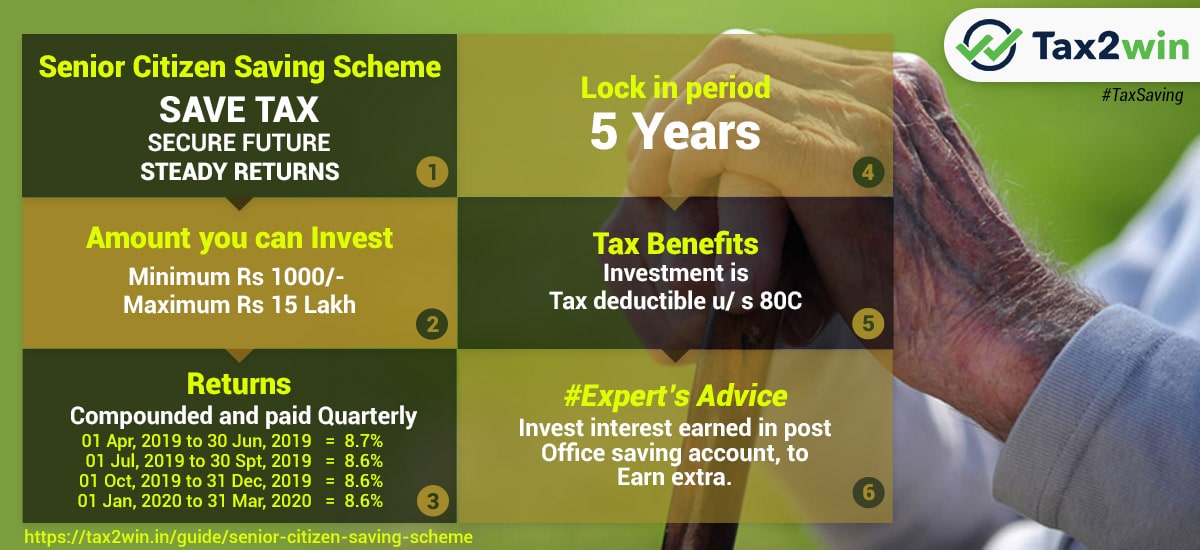 Tax2win
#TaxSaving
Senior Citizen Saving Scheme
SAVE TAX
SECURE FUTURE
STEADY RETURNS
1
Amount you can Invest
Minimum Rs 1000/-
Maximum Rs 15 Lakh
2
Returns
Compounded and paid Quarterly
01 Apr, 2019 to 30 Jun, 2019 = 8.7%
01 Jul, 2019 to 30 Spt, 2019 = 8.6%
01 Oct, 2019 to 31 Dec, 2019 = 8.6%
01 Jan, 2020 to 31 Mar, 2020 = 8.6%
3
Lock in period
5 Years
4
Tax Benefits
Investment is
Tax deductible u/ s 80C
5
#Expert's Advice
Invest interest earned in post
Office saving account, to
Earn extra.
6
https://tax2win.in/guide/senior-citizen-saving-scheme